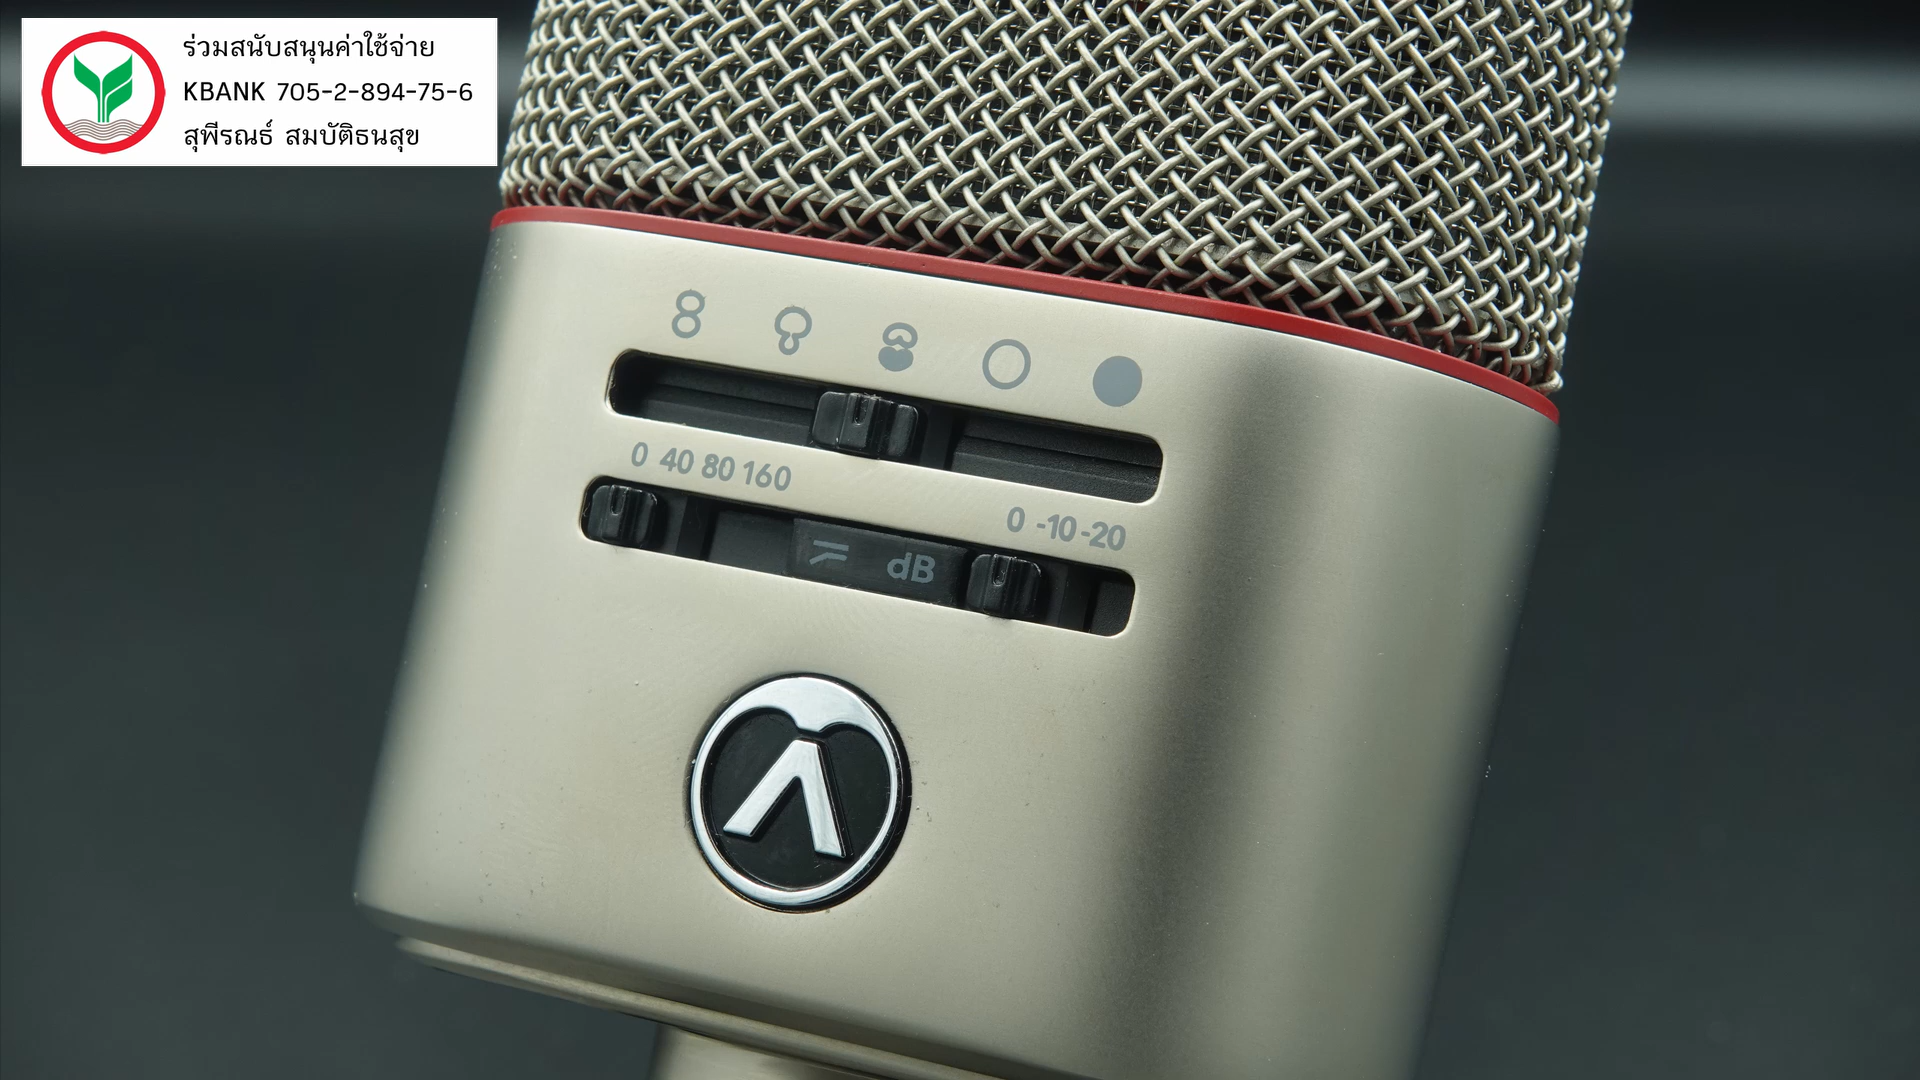 ร่วมสนับสนุนค่าใช้จ่าย
KBANK 705-2-894-75-6
สุพีรณธ์ สมบัติธนสุข
0 40 80 160
0 -10 -20
dB